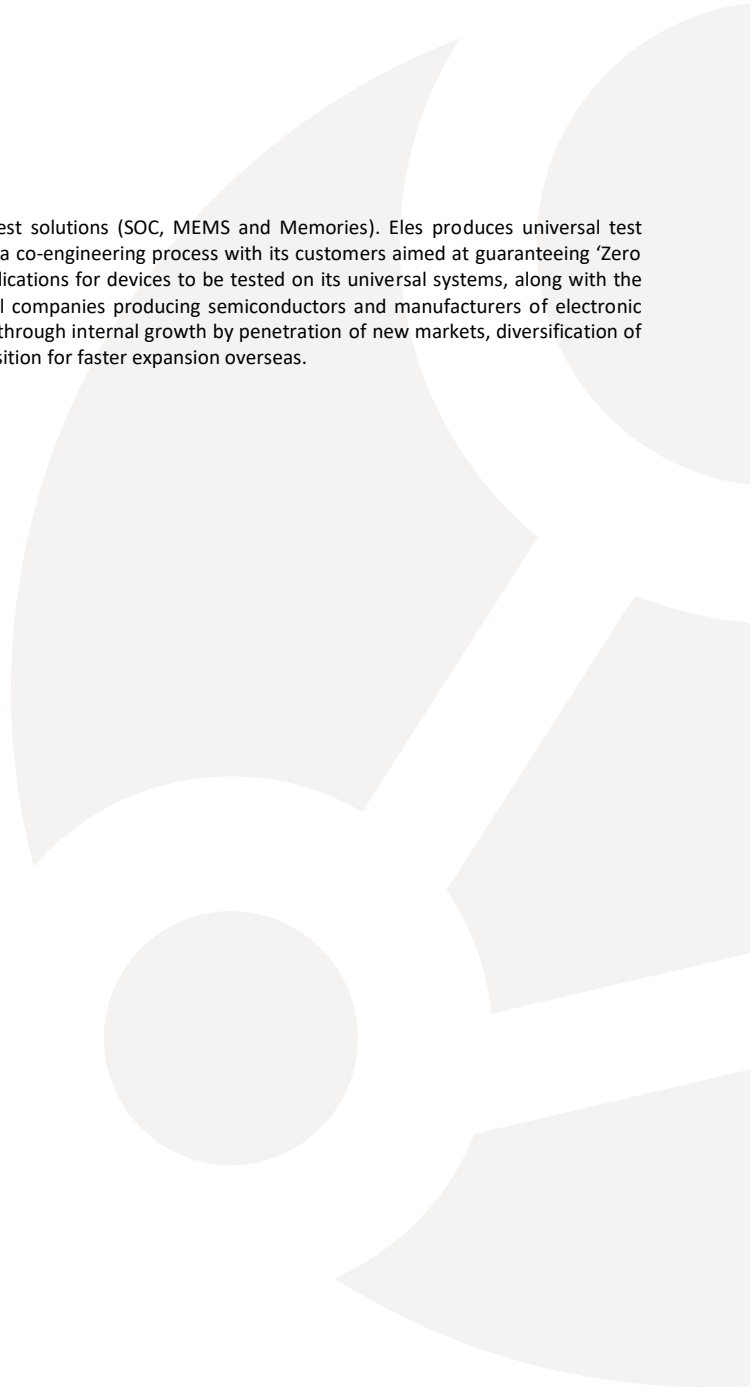 est solutions (SOC, MEMS and Memories). Eles produces universal test
a co-engineering process with its customers aimed at guaranteeing ‘Zero
lications for devices to be tested on its universal systems, along with the
l companies producing semiconductors and manufacturers of electronic
through internal growth by penetration of new markets, diversification of
sition for faster expansion overseas.